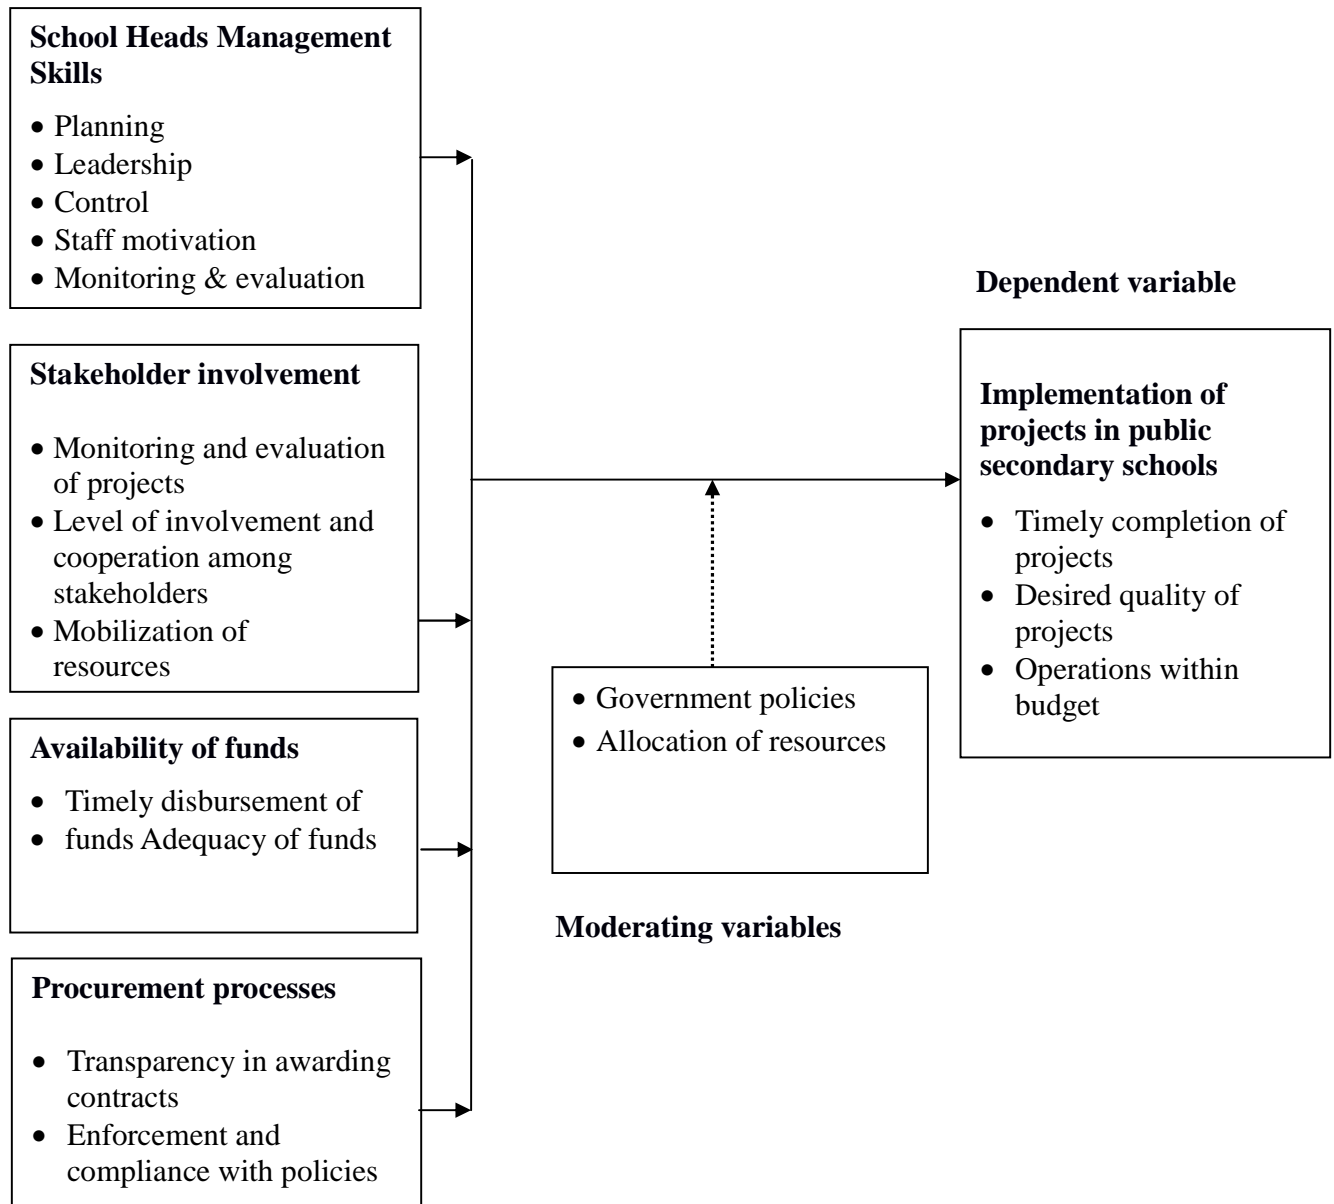 School Heads Management
Skills
• Planning
• Leadership
• Control
• Staff motivation
• Monitoring & evaluation
Stakeholder involvement
• Monitoring and evaluation
of projects
• Level of involvement and
cooperation among
stakeholders
• Mobilization of
resources
Availability of funds
• Timely disbursement of
• funds Adequacy of funds
Procurement processes
• Transparency in awarding
contracts
• Enforcement and
compliance with policies
• Government policies
• Allocation of resources
Moderating variables
Dependent variable
Implementation of
projects in public
secondary schools
• Timely completion of
projects
• Desired quality of
projects
• Operations within
budget